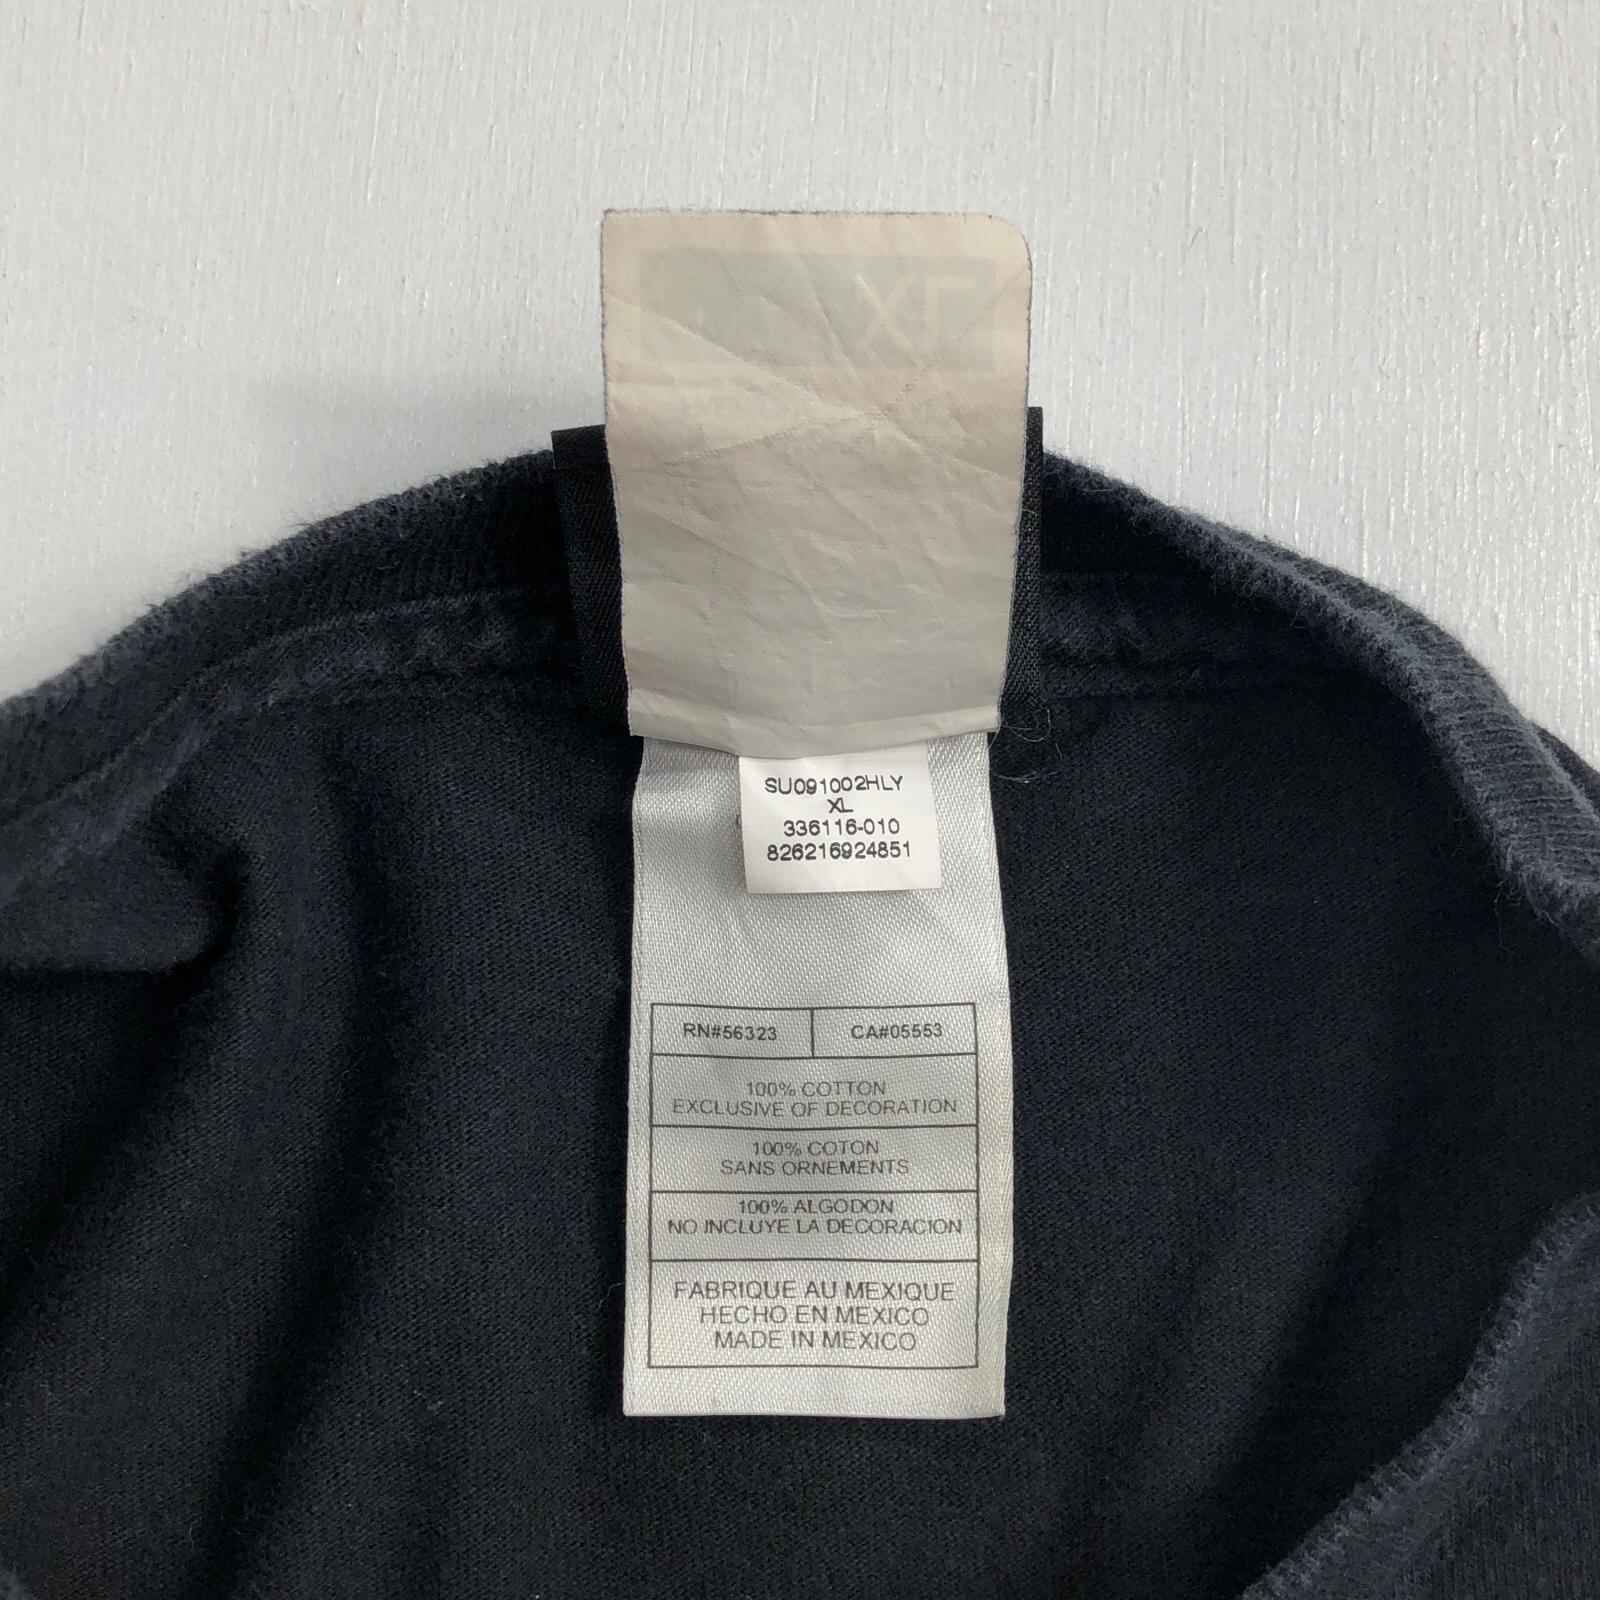 SU091002HLY
XL
336116-010
826216924851
RN#56323 CA#05553
100% COTTON
EXCLUSIVE OF DECORATION
100% COTON
SANS ORNEMENTS
100% ALGODON
NO INCLUYE LA DECORACION
FABRIQUE AU MEXIQUE
HECHO EN MEXICO
MADE IN MEXICO